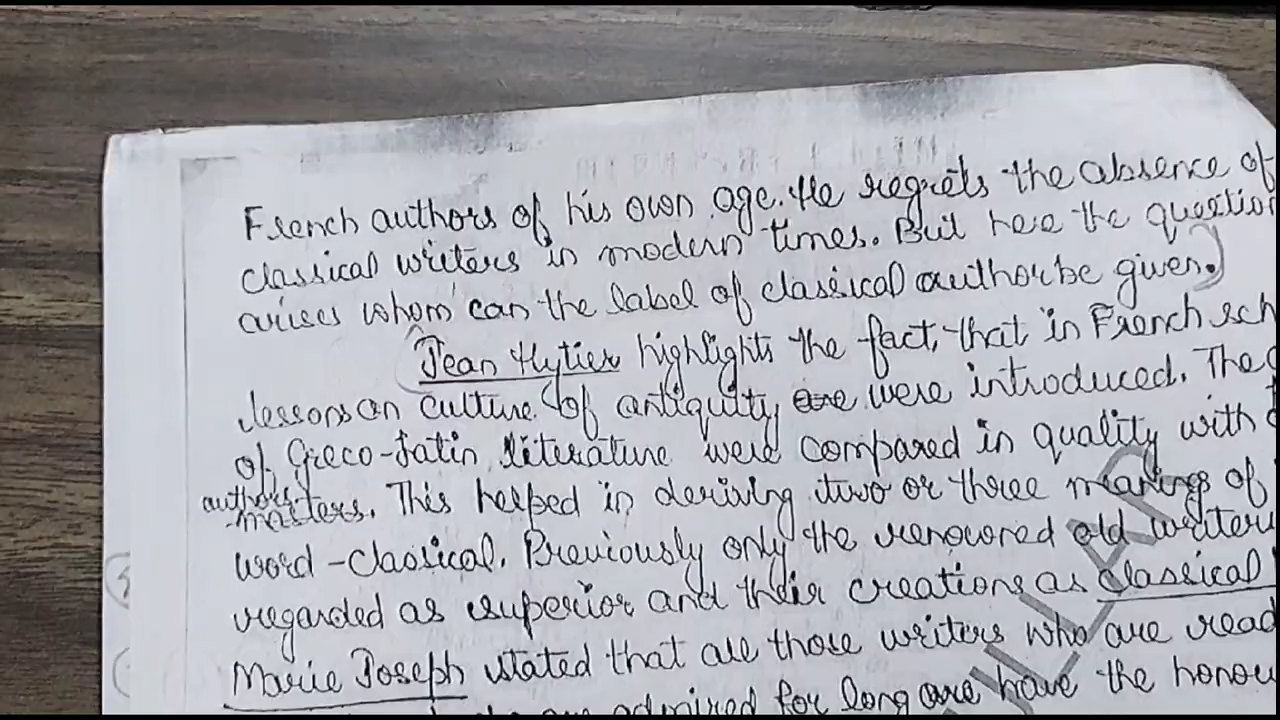 French authors of his own age. He regrets the absence of
classical writers in modern times. But here the question
arises whom can the label of classical author be given.
Jean Hytier highlights the fact, that in French sch
lessons on culture of antiquity are were introduced. The
of Greco-Latin literature were compared in quality with
authors
masters. This helped in deriving two or three meanings of
word-classical. Previously only the renowned old writers
regarded as superior and their creations as classical
Marie Joseph stated that are those writers who are read
admired for long are have the honour